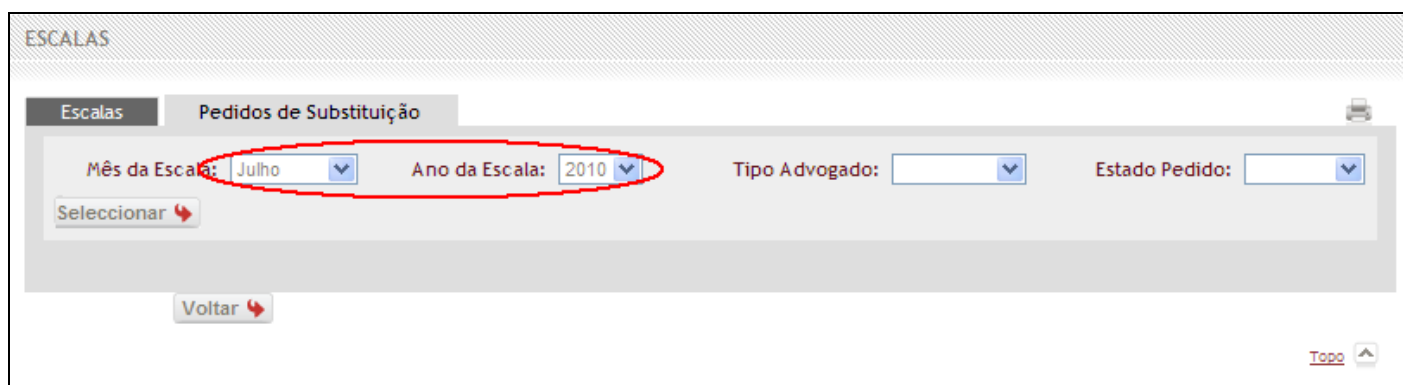 ESCALAS
Escalas Pedidos de Substituição
Mês da Escala: Julho Ano da Escala: 2010 Tipo Advogado: Estado Pedido:
Seleccionar
Voltar
Topo